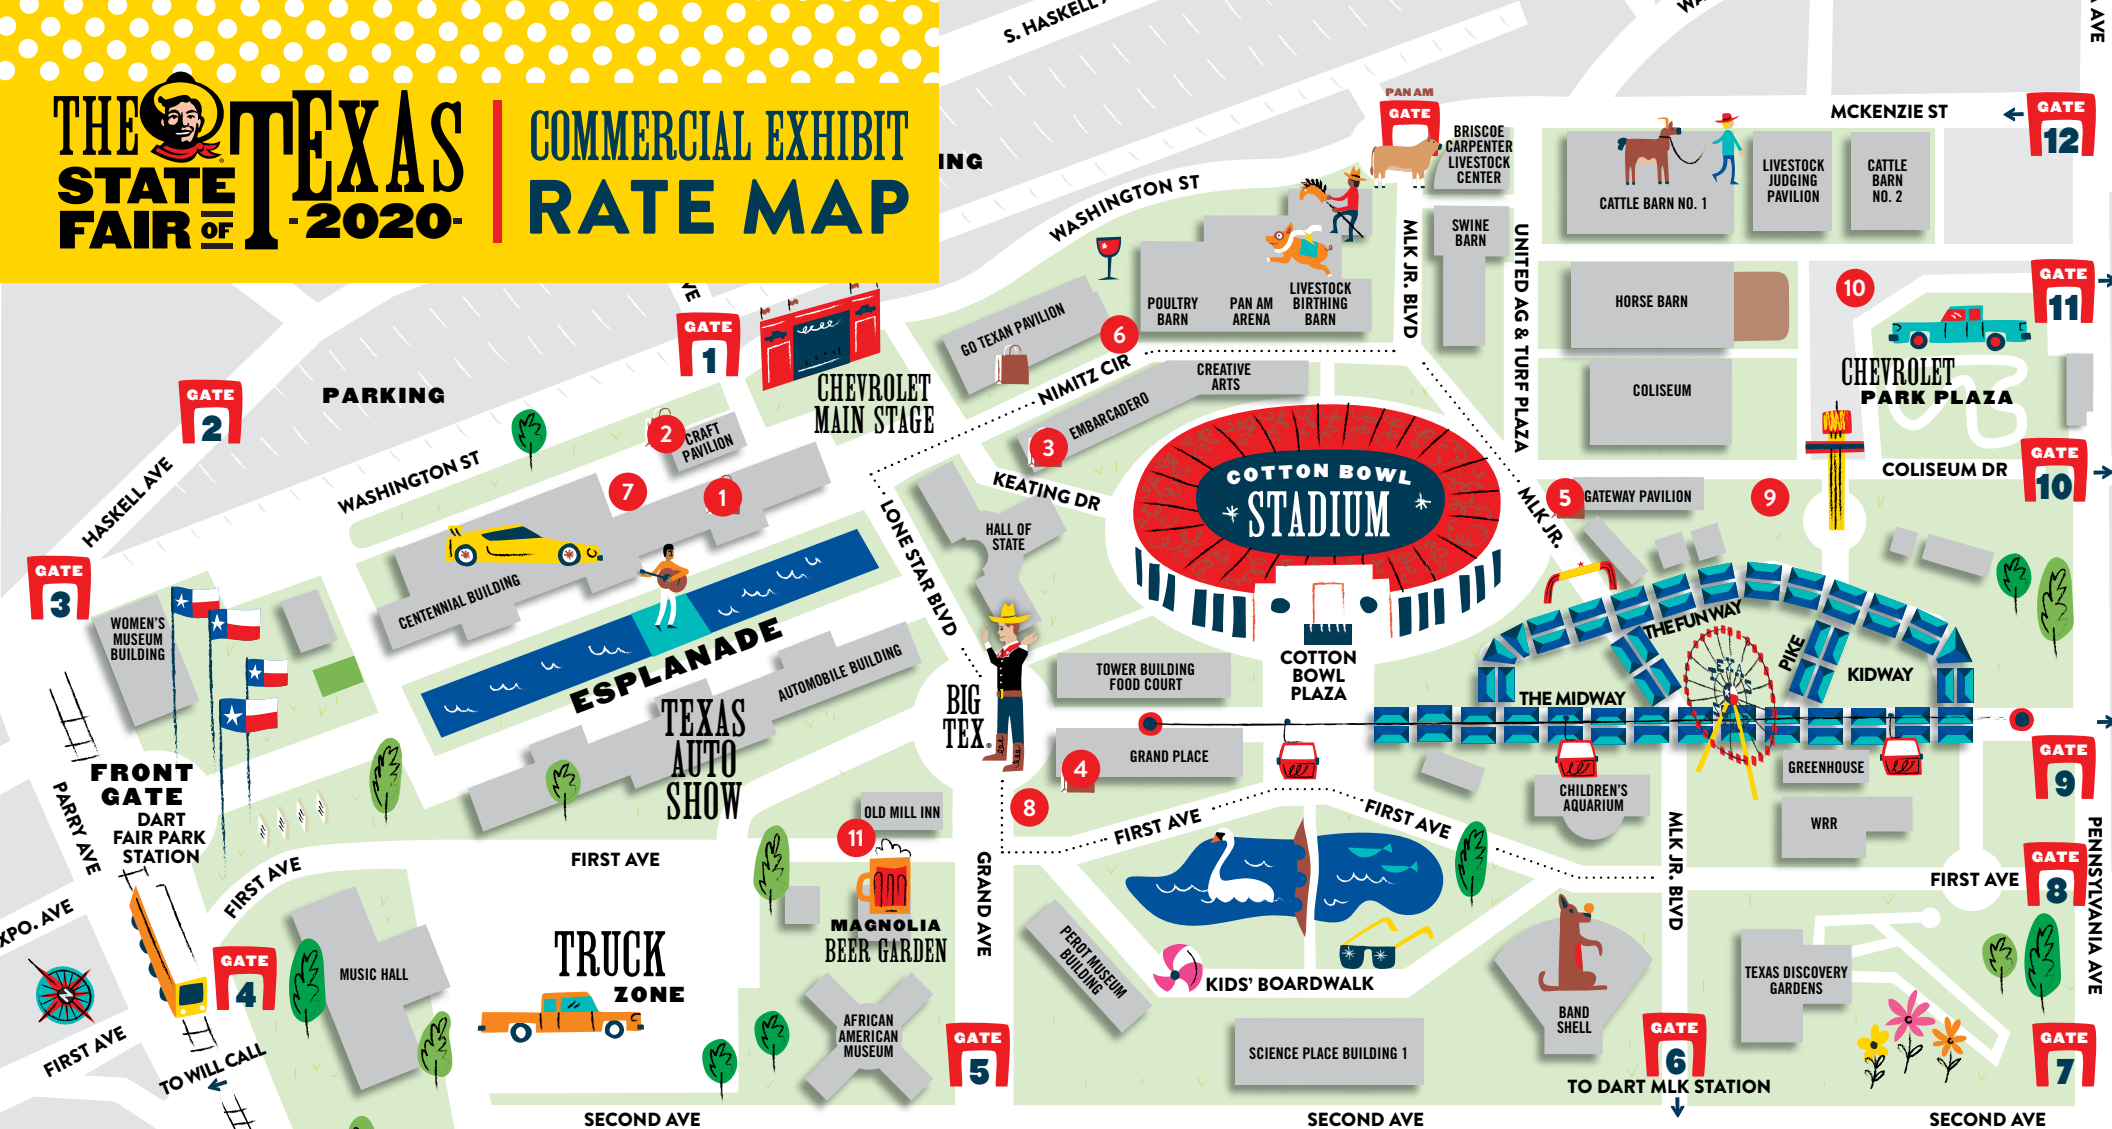 THE
STATE
FAIR OF
TEXAS
-2020-
COMMERCIAL EXHIBIT
RATE MAP
S. HASKELL
MCKENZIE ST
GATE
12
PAN AM
GATE
BRISCOE
CARPENTER
LIVESTOCK
CENTER
CATTLE BARN NO. 1
LIVESTOCK
JUDGING
PAVILION
CATTLE
BARN
NO. 2
WASHINGTON ST
MLK JR. BLVD
SWINE
BARN
UNITED AG & TURF PLAZA
POULTRY
BARN
PAN AM
ARENA
LIVESTOCK
BIRTHING
BARN
HORSE BARN
10
GATE
11
GATE
1
GO TEXAN PAVILION
6
NIMITZ CIR
CREATIVE
ARTS
EMBARCADERO
3
COLISEUM
CHEVROLET
PARK PLAZA
GATE
2
PARKING
CHEVROLET
MAIN STAGE
2
CRAFT
PAVILION
COLISEUM DR
GATE
10
WASHINGTON ST
HASKELL AVE
7
1
KEATING DR
COTTON BOWL
STADIUM
MLK JR.
5
GATEWAY PAVILION
9
LONE STAR BLVD
HALL OF
STATE
GATE
3
WOMEN'S
MUSEUM
BUILDING
CENTENNIAL BUILDING
ESPLANADE
AUTOMOBILE BUILDING
TEXAS
AUTO
SHOW
BIG
TEX®
TOWER BUILDING
FOOD COURT
COTTON
BOWL
PLAZA
THE FUN WAY
PIKE
KIDWAY
THE MIDWAY
GRAND PLACE
4
8
FRONT
GATE
DART
FAIR PARK
STATION
PARRY AVE
GREENHOUSE
CHILDREN'S
AQUARIUM
WRR
GATE
9
OLD MILL INN
11
FIRST AVE
FIRST AVE
FIRST AVE
MLK JR. BLVD
FIRST AVE
GATE
8
PENNSYLVANIA AVE
FIRST AVE
GRAND AVE
MAGNOLIA
BEER GARDEN
GATE
4
MUSIC HALL
TRUCK
ZONE
PEROT MUSEUM
BUILDING
KIDS' BOARDWALK
TEXAS DISCOVERY
GARDENS
BAND
SHELL
AFRICAN
AMERICAN
MUSEUM
GATE
5
SCIENCE PLACE BUILDING 1
GATE
6
TO DART MLK STATION
GATE
7
N
FIRST AVE
TO WILL CALL
SECOND AVE
SECOND AVE
SECOND AVE